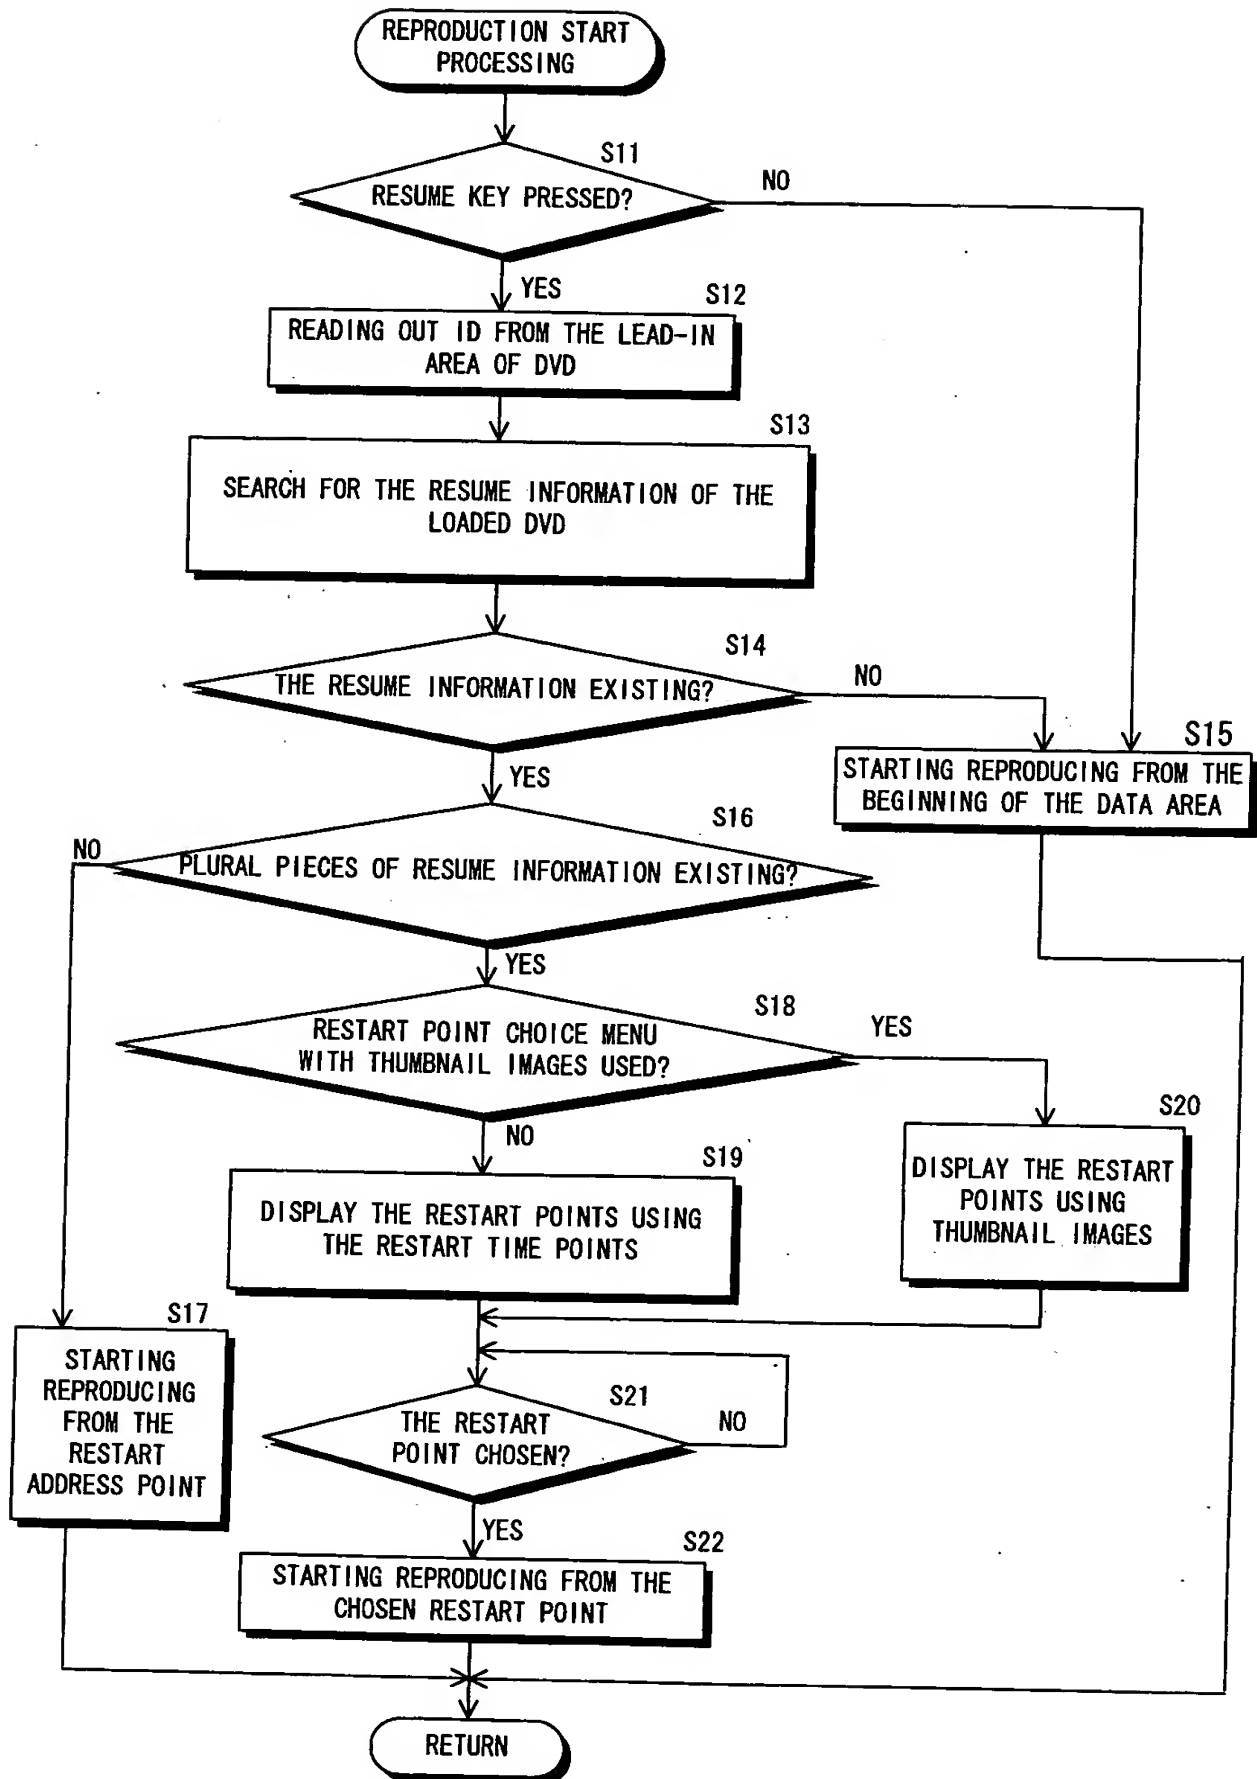 REPRODUCTION START
PROCESSING
S11
RESUME KEY PRESSED?
NO
YES
S12
READING OUT ID FROM THE LEAD-IN
AREA OF DVD
S13
SEARCH FOR THE RESUME INFORMATION OF THE
LOADED DVD
S14
THE RESUME INFORMATION EXISTING?
NO
YES
S15
STARTING REPRODUCING FROM THE
BEGINNING OF THE DATA AREA
S16
NO
PLURAL PIECES OF RESUME INFORMATION EXISTING?
YES
S18
RESTART POINT CHOICE MENU
WITH THUMBNAIL IMAGES USED?
YES
NO
S20
DISPLAY THE RESTART
POINTS USING
THUMBNAIL IMAGES
S19
DISPLAY THE RESTART POINTS USING
THE RESTART TIME POINTS
S17
STARTING
REPRODUCING
FROM THE
RESTART
ADDRESS POINT
S21
THE RESTART
POINT CHOSEN?
NO
YES
S22
STARTING REPRODUCING FROM THE
CHOSEN RESTART POINT
RETURN